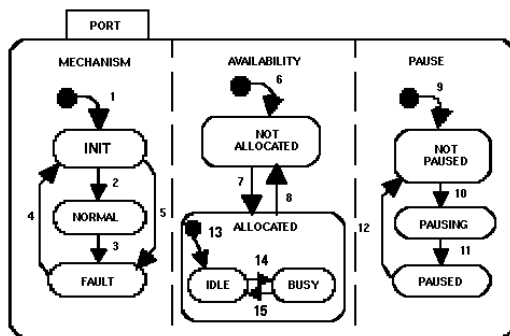 PORT
MECHANISM
1
INIT
2
4
5
NORMAL
3
FAULT
AVAILABILITY
6
NOT
ALLOCATED
7
8
ALLOCATED
13
14
IDLE
BUSY
15
PAUSE
9
NOT
PAUSED
10
PAUSING
12
11
PAUSED